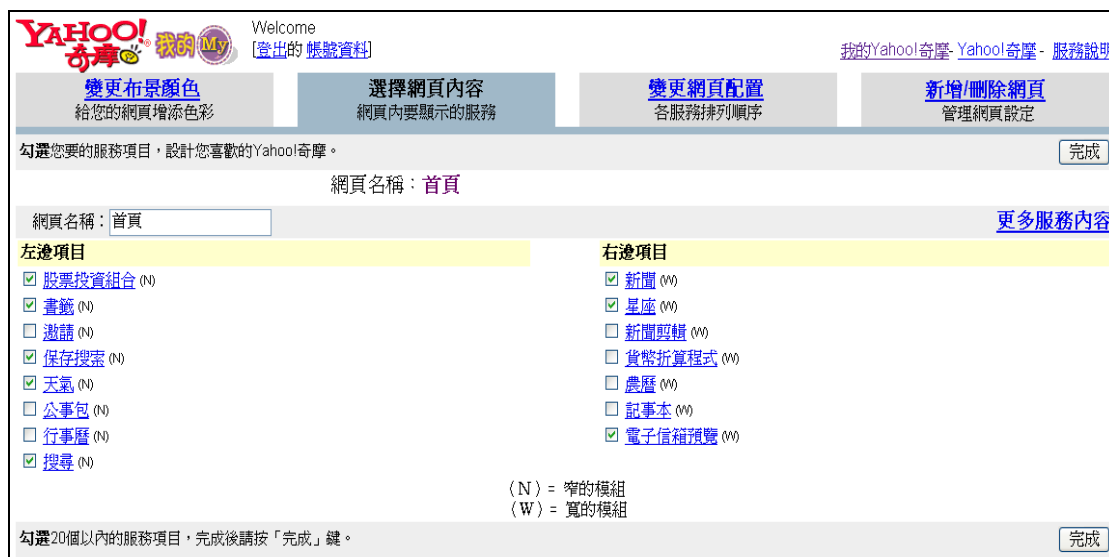 YAHOO! 奇摩 我的 My
Welcome
[登出的 帳號資料]
我的Yahoo!奇摩- Yahoo!奇摩 - 服務說明
變更布景顏色
給您的網頁增添色彩
選擇網頁內容
網頁內要顯示的服務
變更網頁配置
各服務排列順序
新增/刪除網頁
管理網頁設定
勾選您要的服務項目，設計您喜歡的Yahoo!奇摩。
完成
網頁名稱：首頁
網頁名稱：首頁
更多服務內容
左邊項目
股票投資組合 (N)
書籤 (N)
邀請 (N)
保存搜索 (N)
天氣 (N)
公事包 (N)
行事曆 (N)
搜尋 (N)
右邊項目
新聞 (W)
星座 (W)
新聞剪輯 (W)
貨幣折算程式 (W)
農曆 (W)
記事本 (W)
電子信箱預覽 (W)
（N）= 窄的模組
（W）= 寬的模組
勾選20個以內的服務項目，完成後請按「完成」鍵。
完成